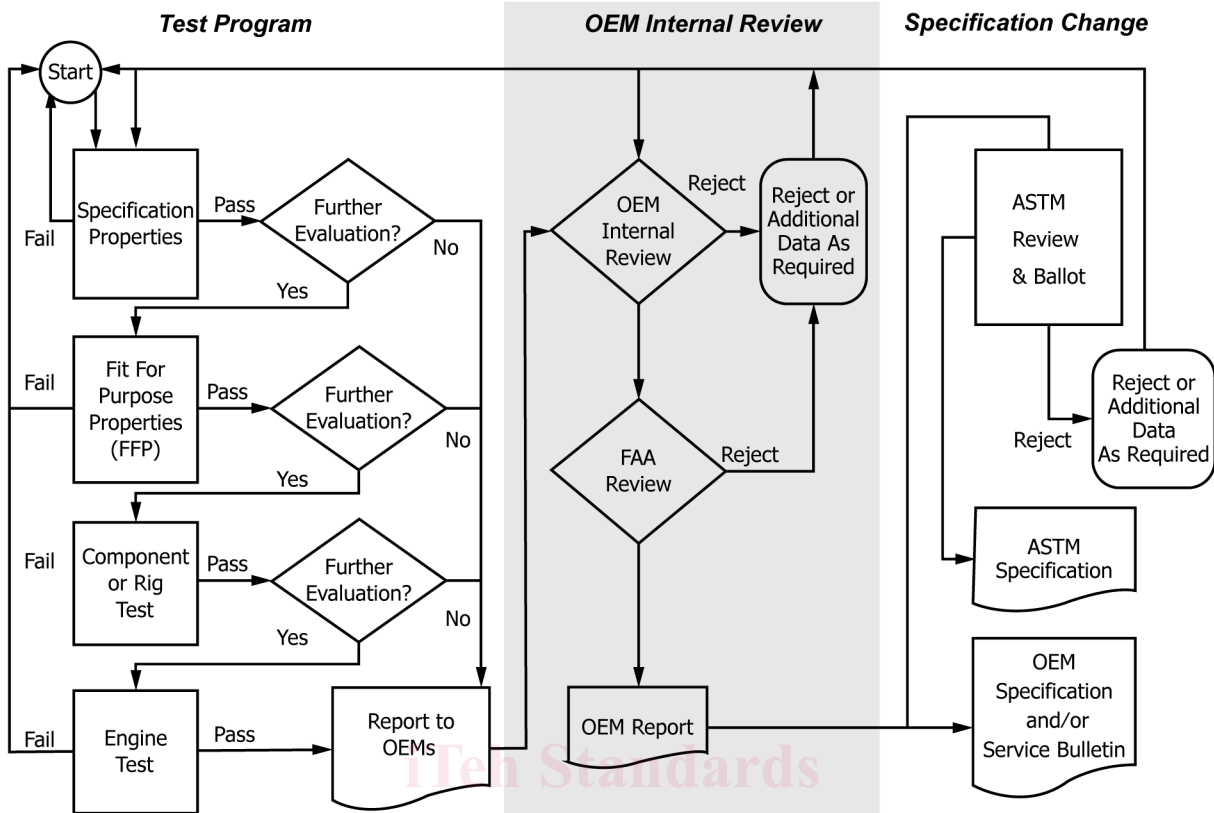 Test Program
OEM Internal Review
Specification Change
Start
Specification
Properties
Pass
Fail
Further
Evaluation?
No
Yes
Fit For
Purpose
Properties
(FFP)
Fail
Pass
Further
Evaluation?
No
Yes
Component
or Rig
Test
Fail
Pass
Further
Evaluation?
No
Yes
Engine
Test
Fail
Pass
Report to
OEMs
OEM
Internal
Review
Reject
Reject or
Additional
Data As
Required
FAA
Review
Reject
OEM Report
ASTM
Review
& Ballot
Reject
Reject or
Additional
Data
As Required
ASTM
Specification
OEM
Specification
and/or
Service Bulletin
iTeh Standards